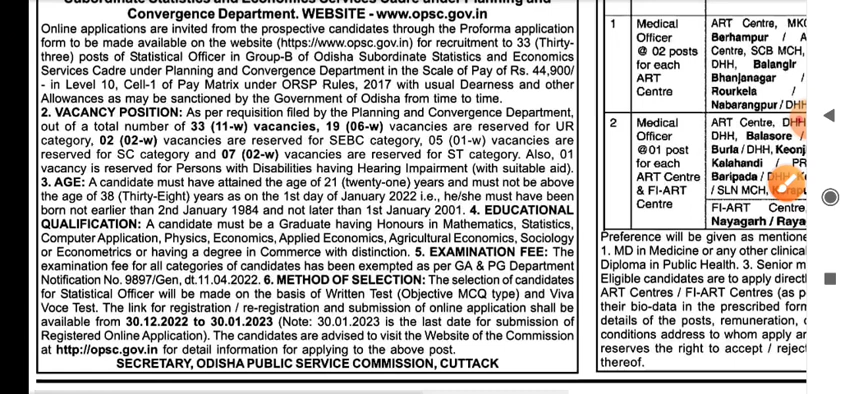 Subordinate Statistics and Economics Services Cadre under Planning and
Convergence Department. WEBSITE - www.opsc.gov.in
Online applications are invited from the prospective candidates through the Proforma application
form to be made available on the website (https://www.opsc.gov.in) for recruitment to 33 (Thirty-
three) posts of Statistical Officer in Group-B of Odisha Subordinate Statistics and Economics
Services Cadre under Planning and Convergence Department in the Scale of Pay of Rs. 44,900/
- in Level 10, Cell-1 of Pay Matrix under ORSP Rules, 2017 with usual Dearness and other
Allowances as may be sanctioned by the Government of Odisha from time to time.
2. VACANCY POSITION: As per requisition filed by the Planning and Convergence Department,
out of a total number of 33 (11-w) vacancies, 19 (06-w) vacancies are reserved for UR
category, 02 (02-w) vacancies are reserved for SEBC category, 05 (01-w) vacancies are
reserved for SC category and 07 (02-w) vacancies are reserved for ST category. Also, 01
vacancy is reserved for Persons with Disabilities having Hearing Impairment (with suitable aid).
3. AGE: A candidate must have attained the age of 21 (twenty-one) years and must not be above
the age of 38 (Thirty-Eight) years as on the 1st day of January 2022 i.e., he/she must have been
born not earlier than 2nd January 1984 and not later than 1st January 2001. 4. EDUCATIONAL
QUALIFICATION: A candidate must be a Graduate having Honours in Mathematics, Statistics,
Computer Application, Physics, Economics, Applied Economics, Agricultural Economics, Sociology
or Econometrics or having a degree in Commerce with distinction. 5. EXAMINATION FEE: The
examination fee for all categories of candidates has been exempted as per GA & PG Department
Notification No. 9897/Gen, dt.11.04.2022. 6. METHOD OF SELECTION: The selection of candidates
for Statistical Officer will be made on the basis of Written Test (Objective MCQ type) and Viva
Voce Test. The link for registration / re-registration and submission of online application shall be
available from 30.12.2022 to 30.01.2023 (Note: 30.01.2023 is the last date for submission of
Registered Online Application). The candidates are advised to visit the Website of the Commission
at http://opsc.gov.in for detail information for applying to the above post.
SECRETARY, ODISHA PUBLIC SERVICE COMMISSION, CUTTACK
1 Medical ART Centre, MKC
Officer Berhampur / A
@ 02 posts Centre, SCB MCH,
for each DHH, Balangir
ART Bhanjanagar /
Centre Rourkela /
Nabarangpur / DHH
2 Medical ART Centre, DHH
Officer DHH, Balasore /
@01 post Burla / DHH, Keonj
for each Kalahandi / PR
ART Centre Baripada / DHH
& FI-ART / SLN MCH,
Centre FI-ART Centre
Nayagarh / Raya
Preference will be given as mentione
1. MD in Medicine or any other clinical
Diploma in Public Health. 3. Senior m
Eligible candidates are to apply directl
ART Centres / FI-ART Centres (as p
their bio-data in the prescribed form
details of the posts, remuneration,
conditions address to whom apply ar
reserves the right to accept / reject
thereof.